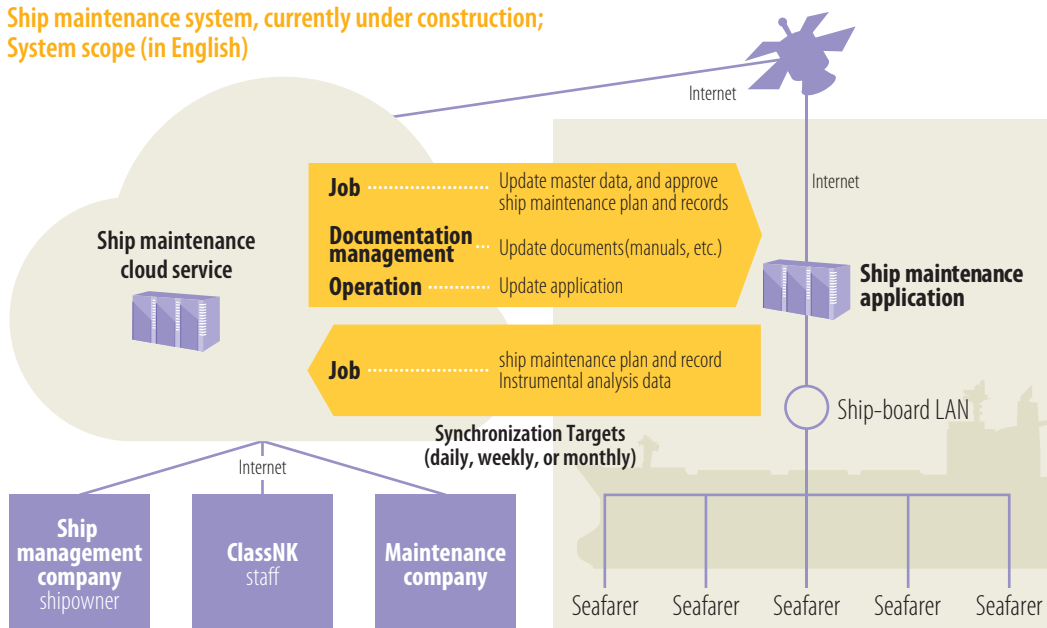 Ship maintenance system, currently under construction;
System scope (in English)
Internet
Internet
Job
Update master data, and approve
ship maintenance plan and records
Documentation
management
Update documents(manuals, etc.)
Operation
Update application
Ship maintenance
cloud service
Ship maintenance
application
Job
ship maintenance plan and record
Instrumental analysis data
Ship-board LAN
Synchronization Targets
(daily, weekly, or monthly)
Internet
Ship
management
company
shipowner
ClassNK
staff
Maintenance
company
Seafarer
Seafarer
Seafarer
Seafarer
Seafarer